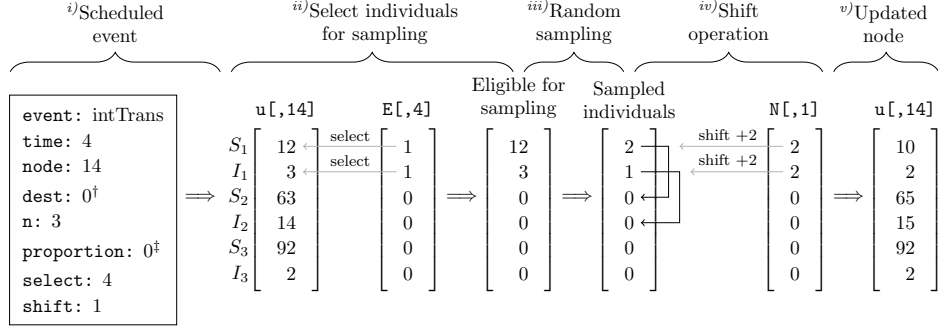 i)Scheduled event
ii)Select individuals for sampling
iii)Random sampling
iv)Shift operation
v)Updated node
event: intTrans
time: 4
node: 14
dest: 0†
n: 3
proportion: 0‡
select: 4
shift: 1
u[,14] E[,4] Eligible for sampling Sampled individuals N[,1] u[,14]
S1 12 select 1 12 2 shift +2 2 10
I1 3 select 1 3 1 shift +2 2 2
S2 63 0 0 0 0 65
I2 14 0 0 0 0 15
S3 92 0 0 0 0 92
I3 2 0 0 0 0 2